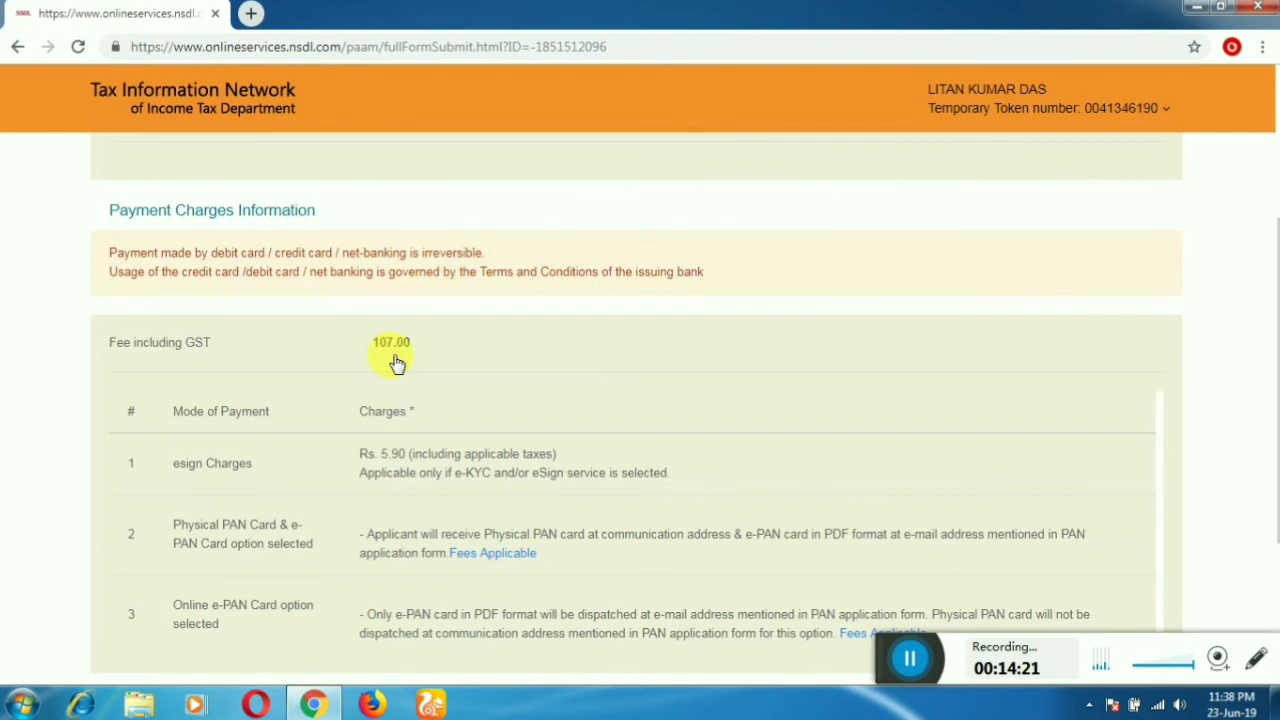 https://www.onlineservices.nsdl.c
https://www.onlineservices.nsdl.com/paam/fullFormSubmit.html?ID=-1851512096
Tax Information Network
of Income Tax Department
LITAN KUMAR DAS
Temporary Token number: 0041346190
Payment Charges Information
Payment made by debit card / credit card / net-banking is irreversible.
Usage of the credit card /debit card / net banking is governed by the Terms and Conditions of the issuing bank
Fee including GST 107.00
# Mode of Payment Charges *
1 esign Charges Rs. 5.90 (including applicable taxes)
Applicable only if e-KYC and/or eSign service is selected.
2 Physical PAN Card & e-
PAN Card option selected
- Applicant will receive Physical PAN card at communication address & e-PAN card in PDF format at e-mail address mentioned in PAN
application form.Fees Applicable
3 Online e-PAN Card option
selected
- Only e-PAN card in PDF format will be dispatched at e-mail address mentioned in PAN application form. Physical PAN card will not be
dispatched at communication address mentioned in PAN application form for this option. Fees Applicable
Recording...
00:14:21
11:38 PM
23-Jun-19